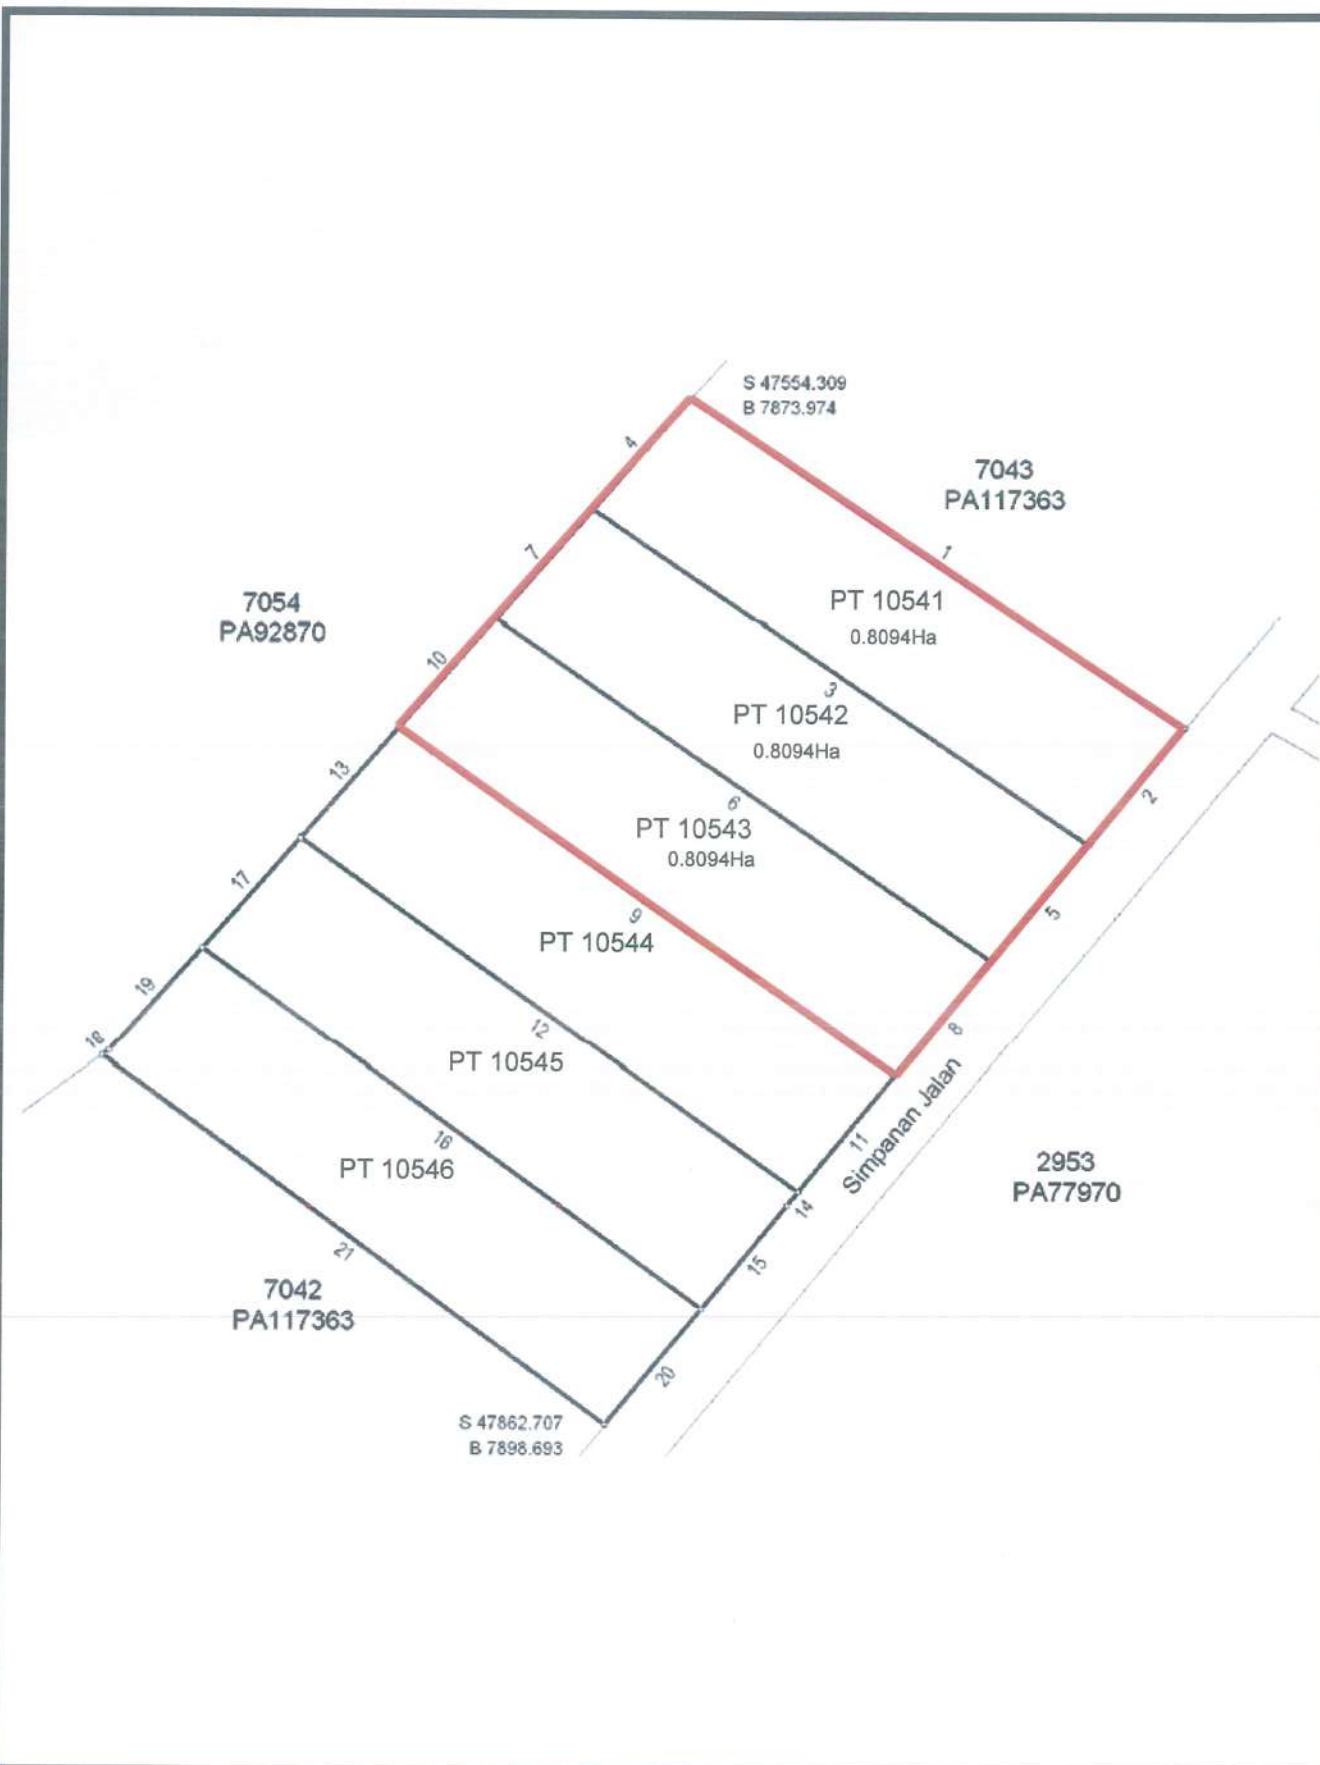 S 47554.309
B 7873.974
4
7043
PA117363
7
1
7054
PA92870
PT 10541
0.8094Ha
10
3
PT 10542
0.8094Ha
13
2
6
PT 10543
0.8094Ha
17
5
9
PT 10544
19
12
8
18
PT 10545
Simpanan Jalan
11
16
PT 10546
2953
PA77970
14
21
15
7042
PA117363
20
S 47862.707
B 7898.693